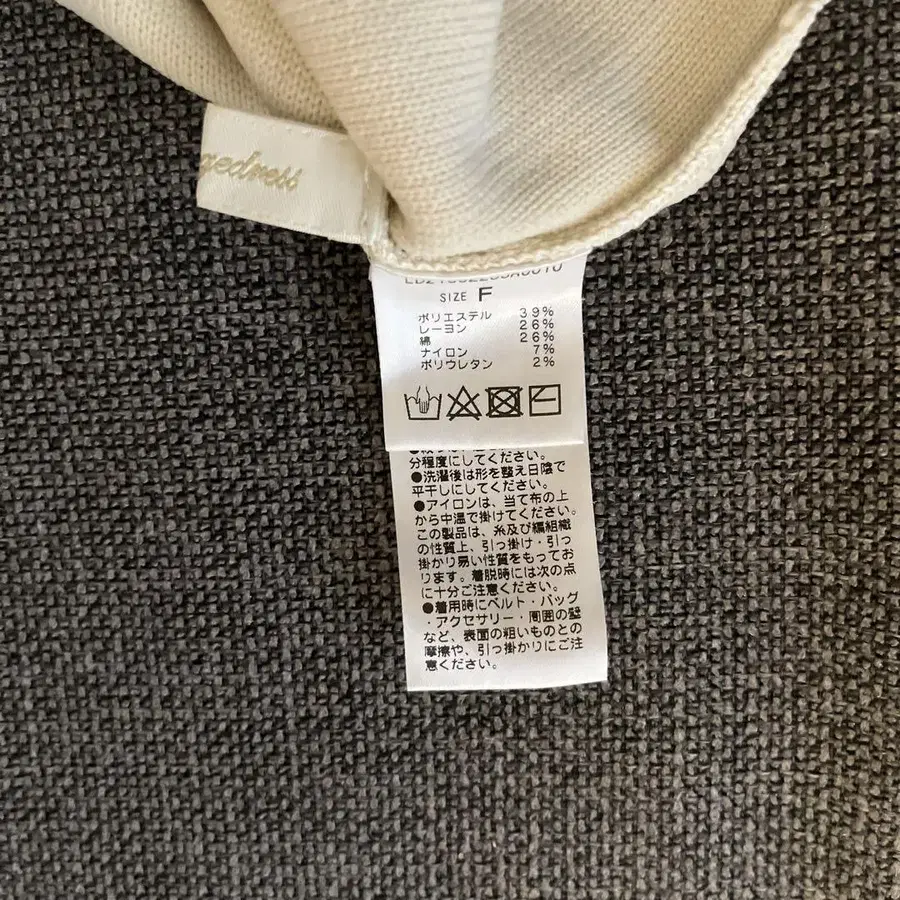 SIZE F
ポリエステル 39%
レーヨン 26%
綿 26%
ナイロン 7%
ポリウレタン 2%
分程度にしてください。
●洗濯後は形を整え日陰で
平干しにしてください。
●アイロンは、当て布の上
から中温で掛けてください。
この製品は、糸及び編組織
の性質上、引っ掛け・引っ
掛かり易い性質をもってお
ります。着脱時には次の点
に十分ご注意ください。
●着用時にベルト・バッグ
・アクセサリー・周囲の壁
など、表面の粗いものとの
摩擦や、引っ掛かりにご注
意ください。